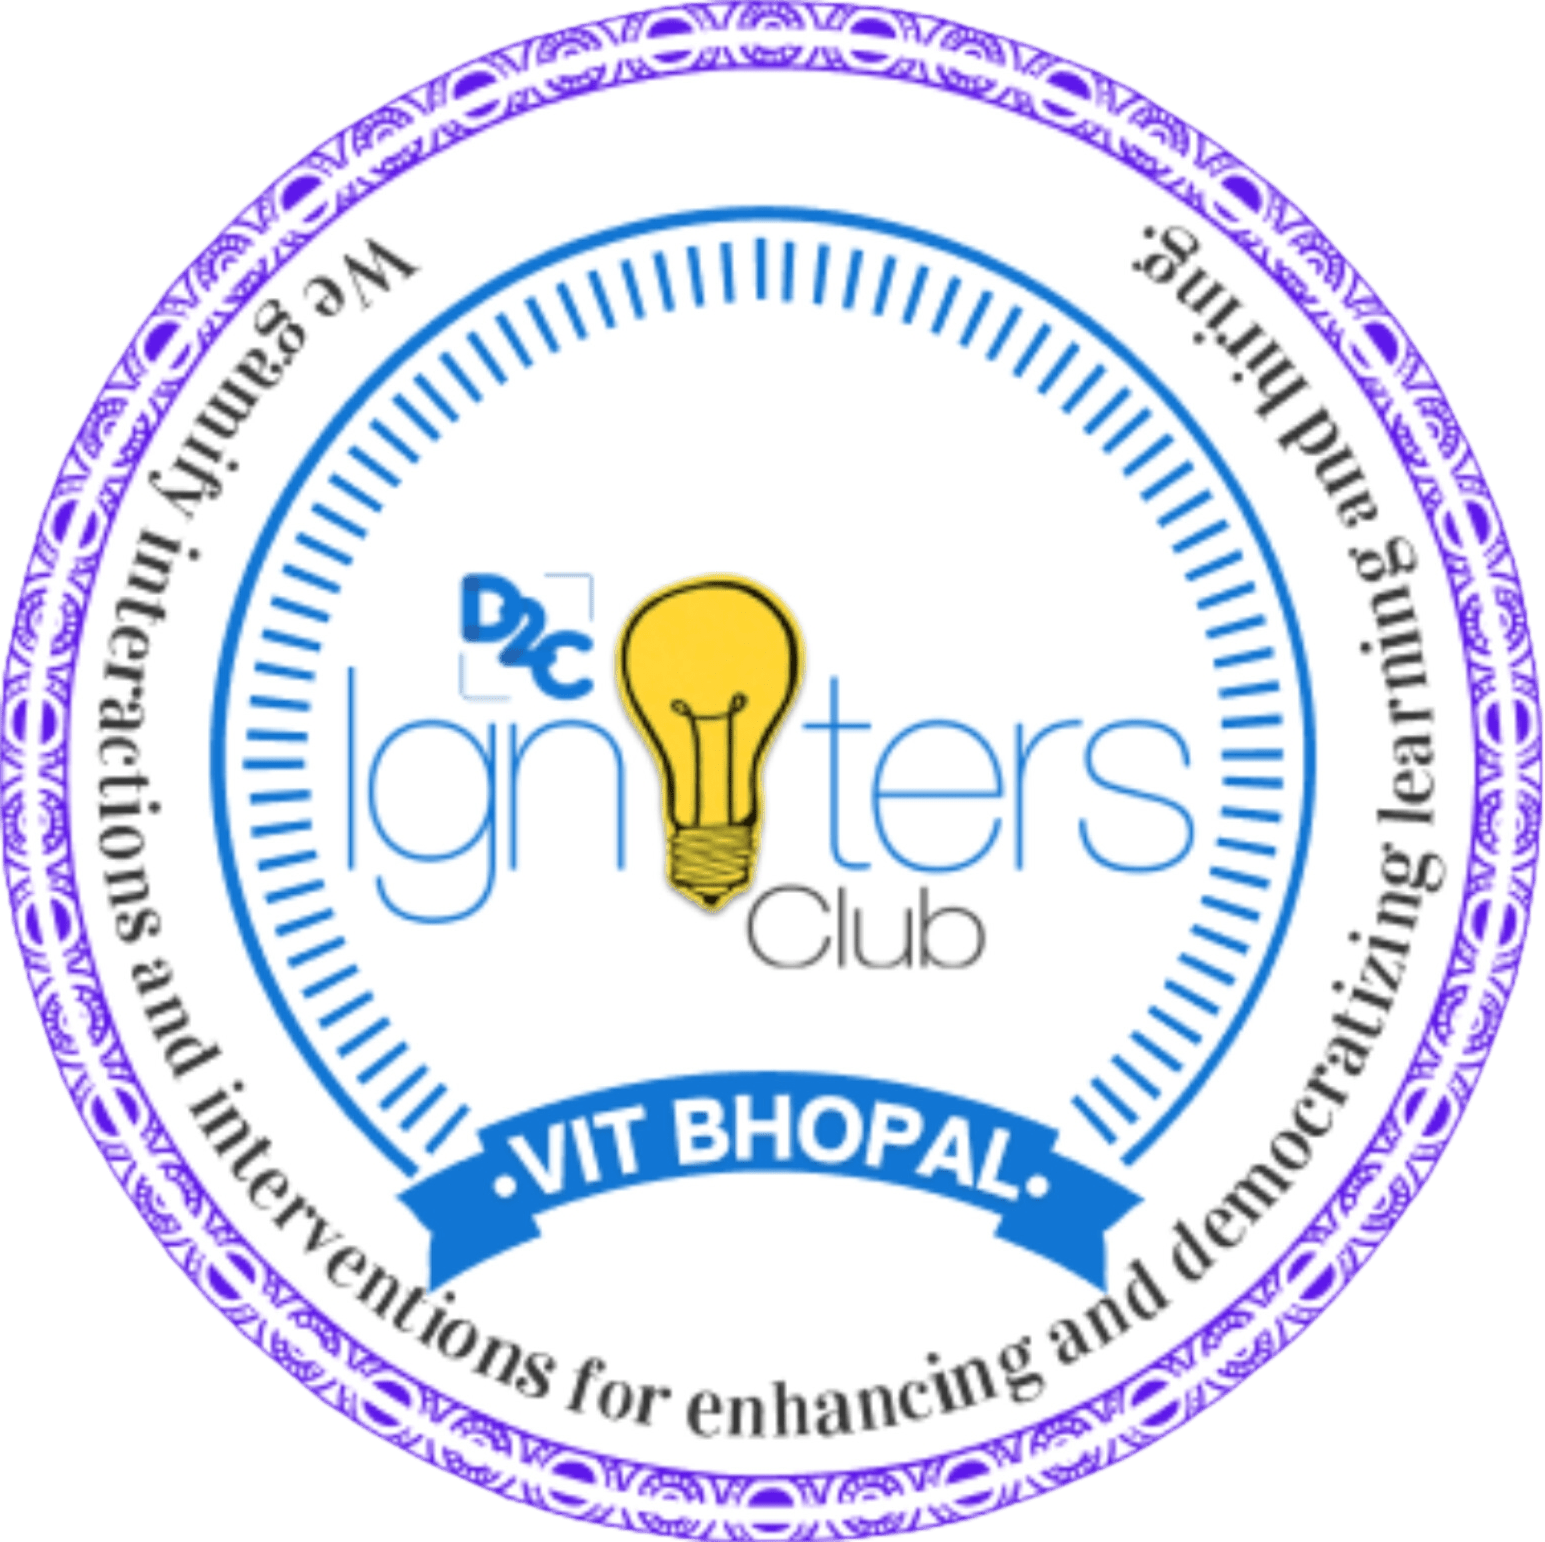 We gamify interactions and interventions for enhancing and democratizing learning and hiring.
D2C
Igniters
Club
•VIT BHOPAL•